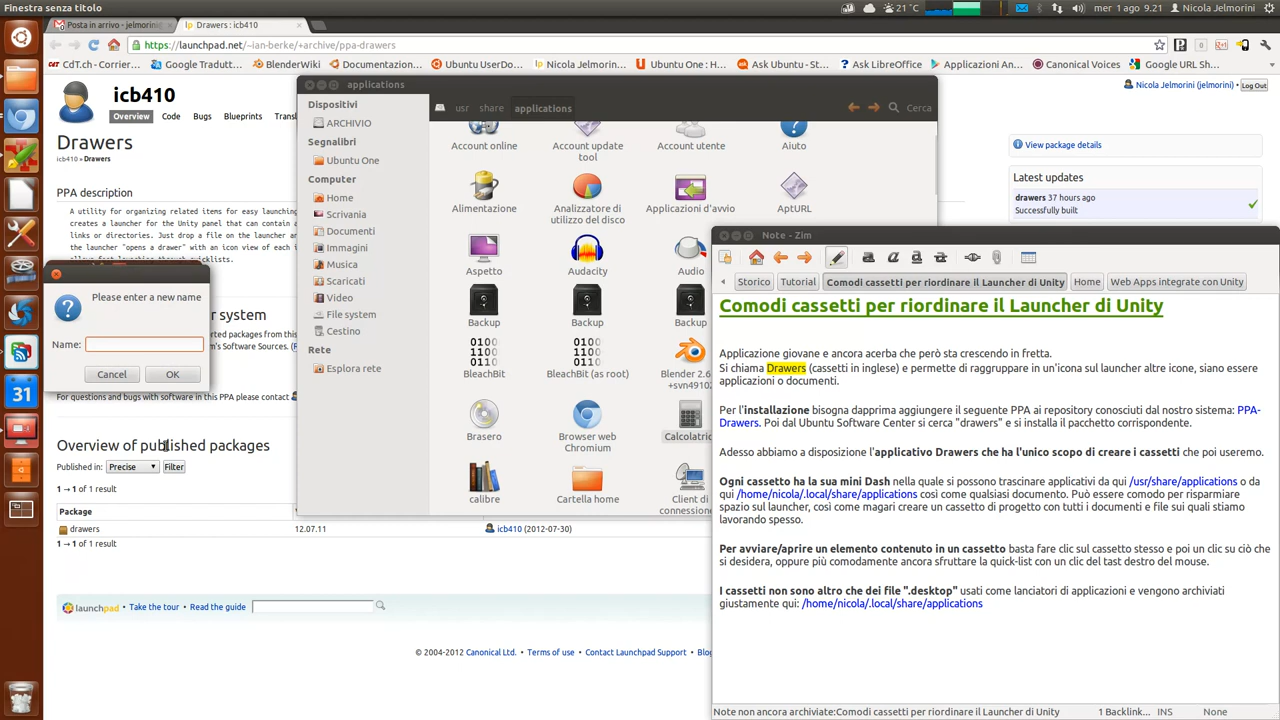 Finestra senza titolo
21 °C
mer 1 ago 9.21
Nicola Jelmorini
Posta in arrivo - jelmorini
Drawers : icb410
https://launchpad.net/~ian-berke/+archive/ppa-drawers
CdT.ch - Corrier...
Google Traduttc
BlenderWiki
Documentazion...
Ubuntu UserDo...
Nicola Jelmorin...
Ubuntu One : H...
Ask Ubuntu - St...
Ask LibreOffice
Applicazioni An...
Canonical Voices
Google URL Sh...
icb410
Overview
Code
Bugs
Blueprints
Transl
Nicola Jelmorini (jelmorini)
Log Out
Drawers
icb410 » Drawers
PPA description
A utility for organizing related items for easy launching
creates a launcher for the Unity panel that can contain a
links or directories. Just drop a file on the launcher an
the launcher "opens a drawer" with an icon view of each i
View package details
Latest updates
drawers 37 hours ago
Successfully built
Please enter a new name
Name:
Cancel
OK
r system
orted packages from this
m's Software Sources. (R
For questions and bugs with software in this PPA please contact
Overview of published packages
Published in:
Precise
Filter
1 → 1 of 1 result
Package
drawers
12.07.11
icb410 (2012-07-30)
1 → 1 of 1 result
launchpad • Take the tour • Read the guide
© 2004-2012 Canonical Ltd. • Terms of use • Contact Launchpad Support • Blog
31
applications
Dispositivi
ARCHIVIO
Segnalibri
Ubuntu One
Computer
Home
Scrivania
Documenti
Immagini
Musica
Scaricati
Video
File system
Cestino
Rete
Esplora rete
usr
share
applications
Cerca
Account online
Account update tool
Account utente
Aiuto
Alimentazione
Analizzatore di utilizzo del disco
Applicazioni d'avvio
AptURL
Aspetto
Audacity
Audio
Backup
Backup
Backup
BleachBit
BleachBit (as root)
Blender 2.6 +svn49102
Brasero
Browser web Chromium
Calcolatric
calibre
Cartella home
Client di connessione
Note - Zim
Storico
Tutorial
Comodi cassetti per riordinare il Launcher di Unity
Home
Web Apps integrate con Unity
Comodi cassetti per riordinare il Launcher di Unity
Applicazione giovane e ancora acerba che però sta crescendo in fretta.
Si chiama Drawers (cassetti in inglese) e permette di raggruppare in un'icona sul launcher altre icone, siano essere
applicazioni o documenti.
Per l'installazione bisogna dapprima aggiungere il seguente PPA ai repository conosciuti dal nostro sistema: PPA-
Drawers. Poi dal Ubuntu Software Center si cerca "drawers" e si installa il pacchetto corrispondente.
Adesso abbiamo a disposizione l'applicativo Drawers che ha l'unico scopo di creare i cassetti che poi useremo.
Ogni cassetto ha la sua mini Dash nella quale si possono trascinare applicativi da qui /usr/share/applications o da
qui /home/nicola/.local/share/applications così come qualsiasi documento. Può essere comodo per risparmiare
spazio sul launcher, così come magari creare un cassetto di progetto con tutti i documenti e file sui quali stiamo
lavorando spesso.
Per avviare/aprire un elemento contenuto in un cassetto basta fare clic sul cassetto stesso e poi un clic su ciò che
si desidera, oppure più comodamente ancora sfruttare la quick-list con un clic del tast destro del mouse.
I cassetti non sono altro che dei file ".desktop" usati come lanciatori di applicazioni e vengono archiviati
giustamente qui: /home/nicola/.local/share/applications
Note non ancora archiviate:Comodi cassetti per riordinare il Launcher di Unity
1 Backlink...
INS
None